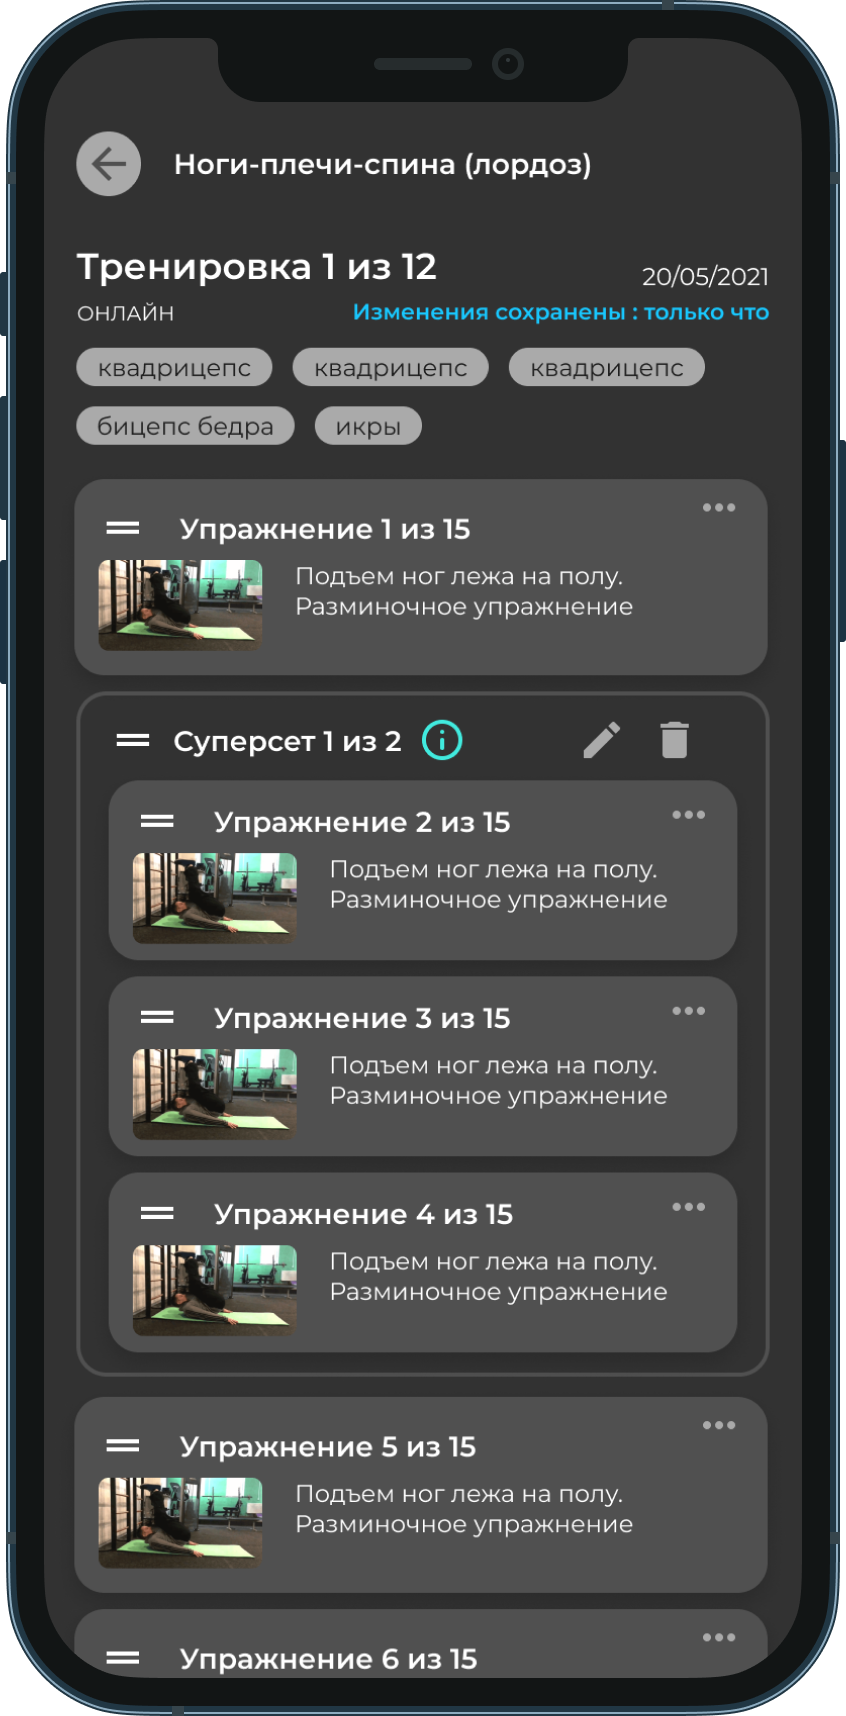 Ноги-плечи-спина (лордоз)
Тренировка 1 из 12
20/05/2021
ОНЛАЙН
Изменения сохранены : только что
квадрицепс квадрицепс квадрицепс
бицепс бедра икры
Упражнение 1 из 15
Подъем ног лежа на полу.
Разминочное упражнение
Суперсет 1 из 2
Упражнение 2 из 15
Подъем ног лежа на полу.
Разминочное упражнение
Упражнение 3 из 15
Подъем ног лежа на полу.
Разминочное упражнение
Упражнение 4 из 15
Подъем ног лежа на полу.
Разминочное упражнение
Упражнение 5 из 15
Подъем ног лежа на полу.
Разминочное упражнение
Упражнение 6 из 15